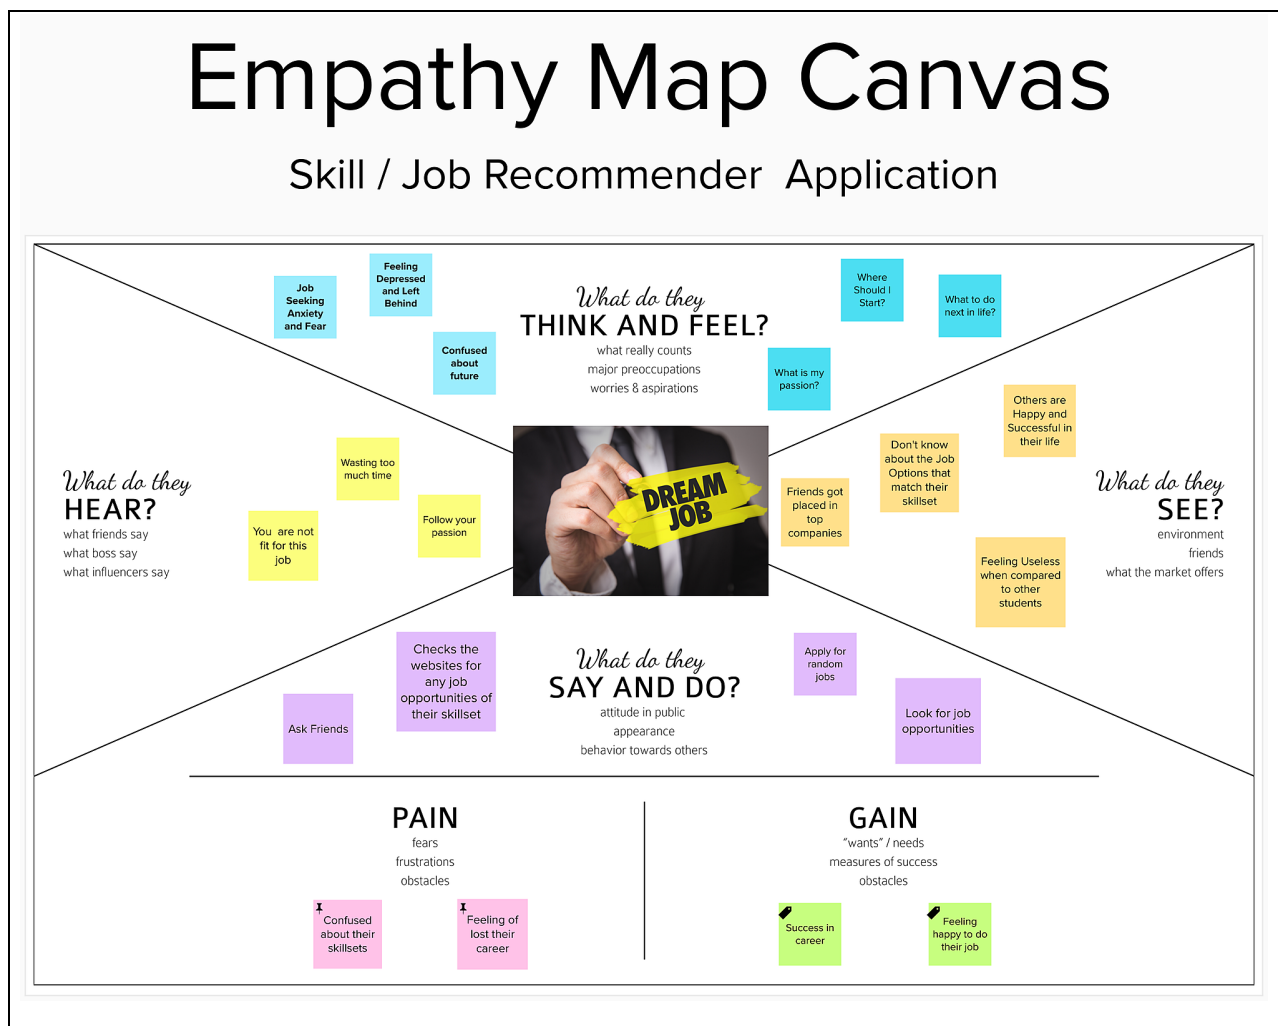 Empathy Map Canvas
Skill / Job Recommender Application
Job
Seeking
Anxiety
and Fear
Feeling
Depressed
and Left
Behind
Confused
about
future
What do they
THINK AND FEEL?
what really counts
major preoccupations
worries & aspirations
Where
Should I
Start?
What to do
next in life?
What is my
passion?
What do they
HEAR?
what friends say
what boss say
what influencers say
Wasting too
much time
You are not
fit for this
job
Follow your
passion
DREAM
JOB
Friends got
placed in
top
companies
Don't know
about the Job
Options that
match their
skillset
Others are
Happy and
Successful in
their life
Feeling Useless
when compared
to other
students
What do they
SEE?
environment
friends
what the market offers
Ask Friends
Checks the
websites for
any job
opportunities of
their skillset
What do they
SAY AND DO?
attitude in public
appearance
behavior towards others
Apply for
random
jobs
Look for job
opportunities
PAIN
fears
frustrations
obstacles
Confused
about their
skillsets
Feeling of
lost their
career
GAIN
"wants" / needs
measures of success
obstacles
Success in
career
Feeling
happy to do
their job